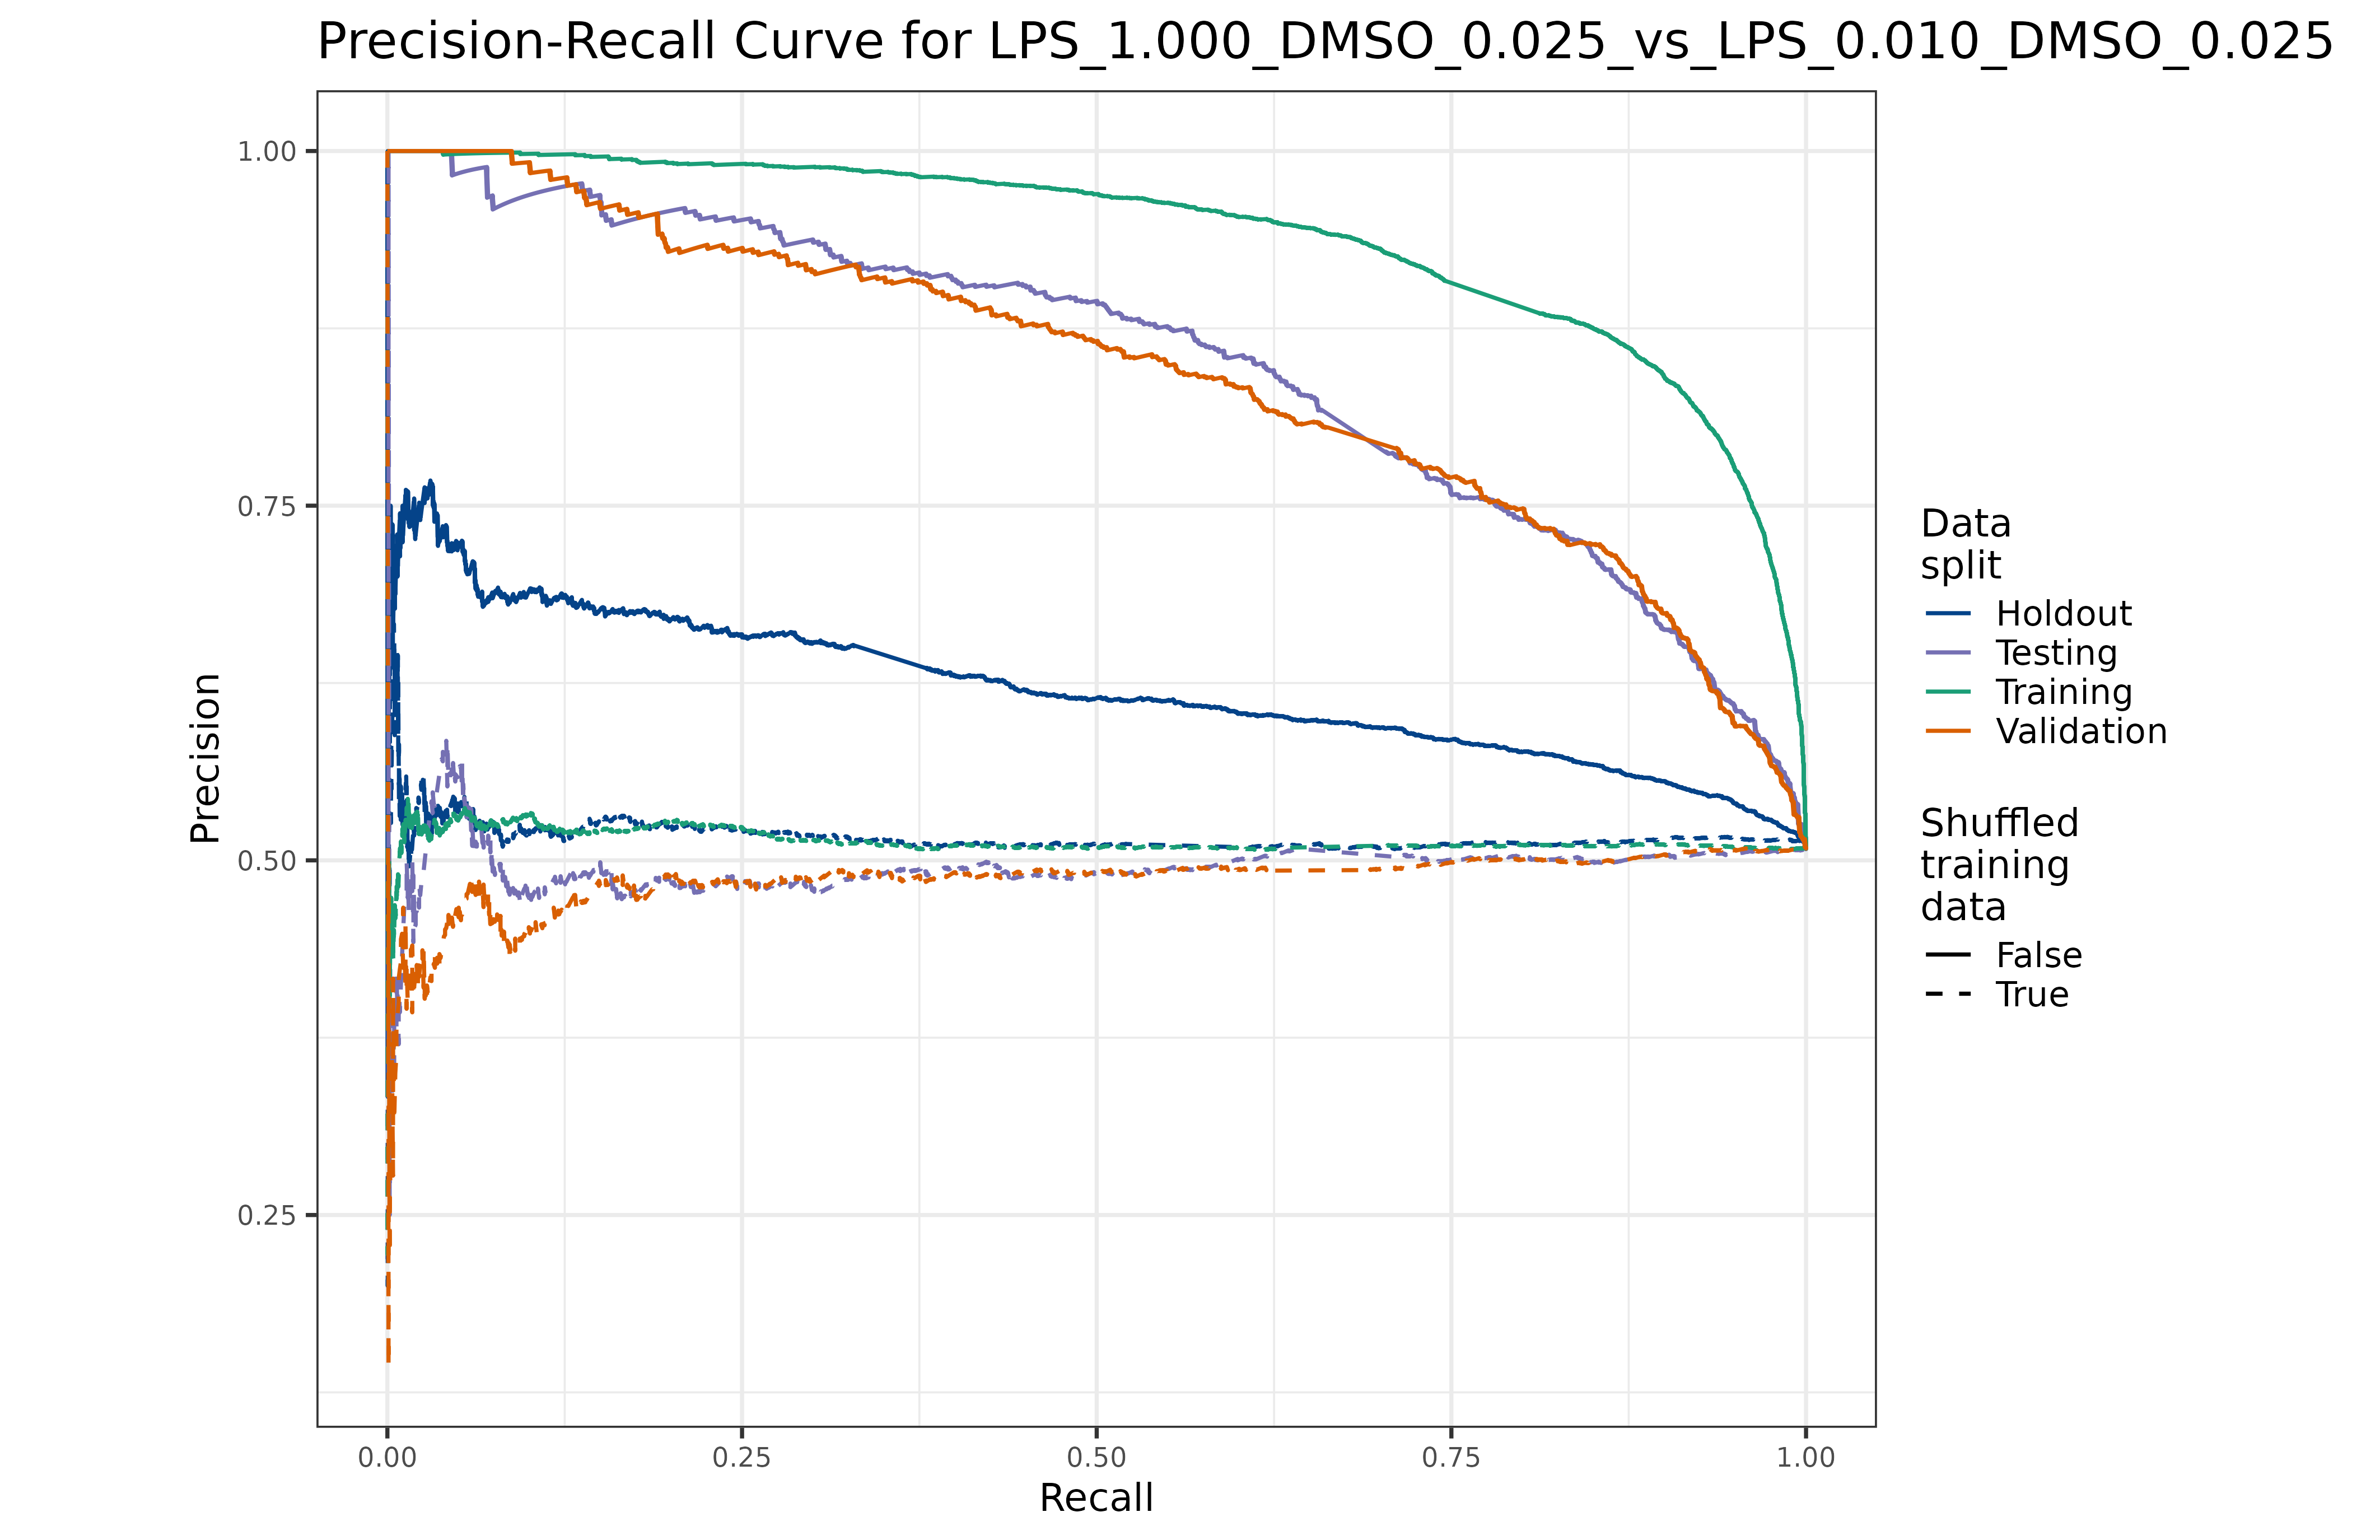 Precision-Recall Curve for LPS_1.000_DMSO_0.025_vs_LPS_0.010_DMSO_0.025
1.00
0.75
0.50
0.25
Precision
0.00
0.25
0.50
0.75
1.00
Recall
Data
split
Holdout
Testing
Training
Validation
Shuffled
training
data
False
True